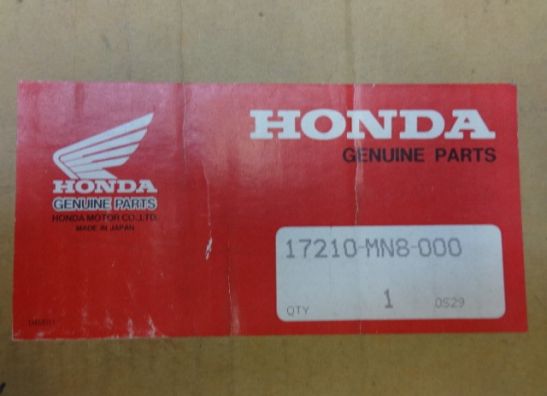 HONDA
GENUINE PARTS
HONDA
GENUINE PARTS
HONDA MOTOR CO.,LTD.
MADE IN JAPAN
17210-MN8-000
QTY 1 0S29